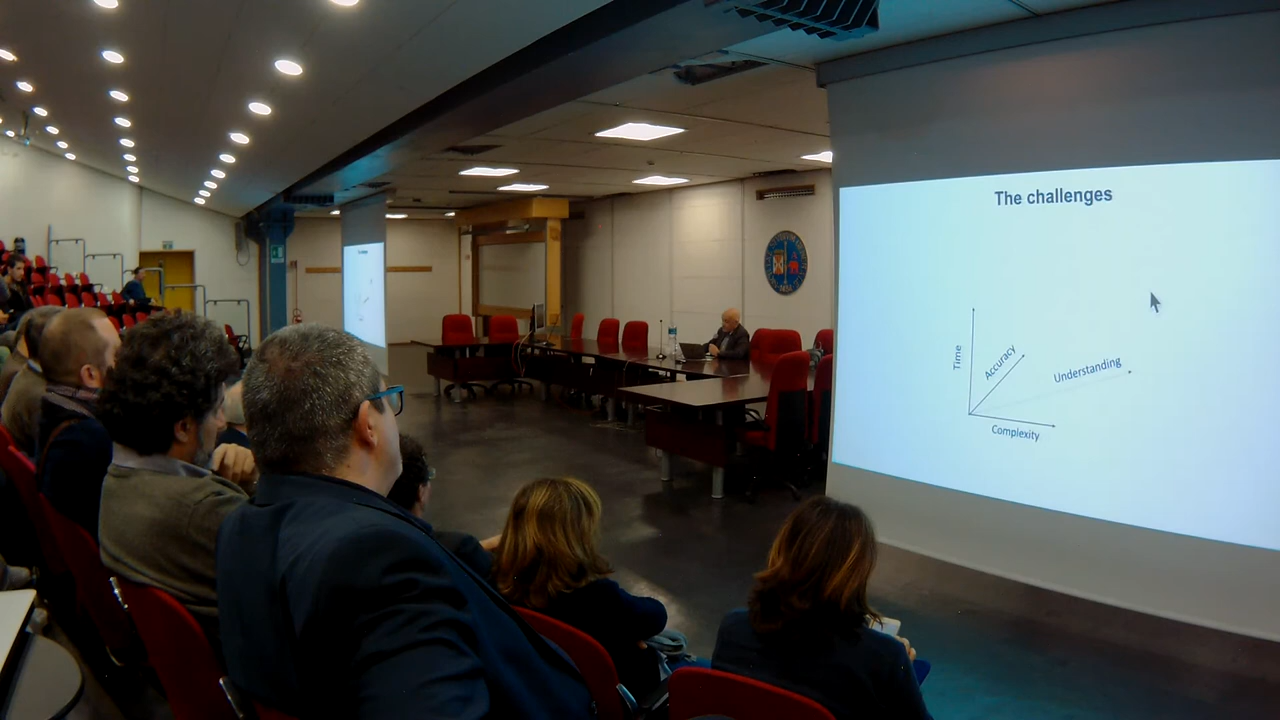 The challenges
Time
Accuracy
Understanding
Complexity